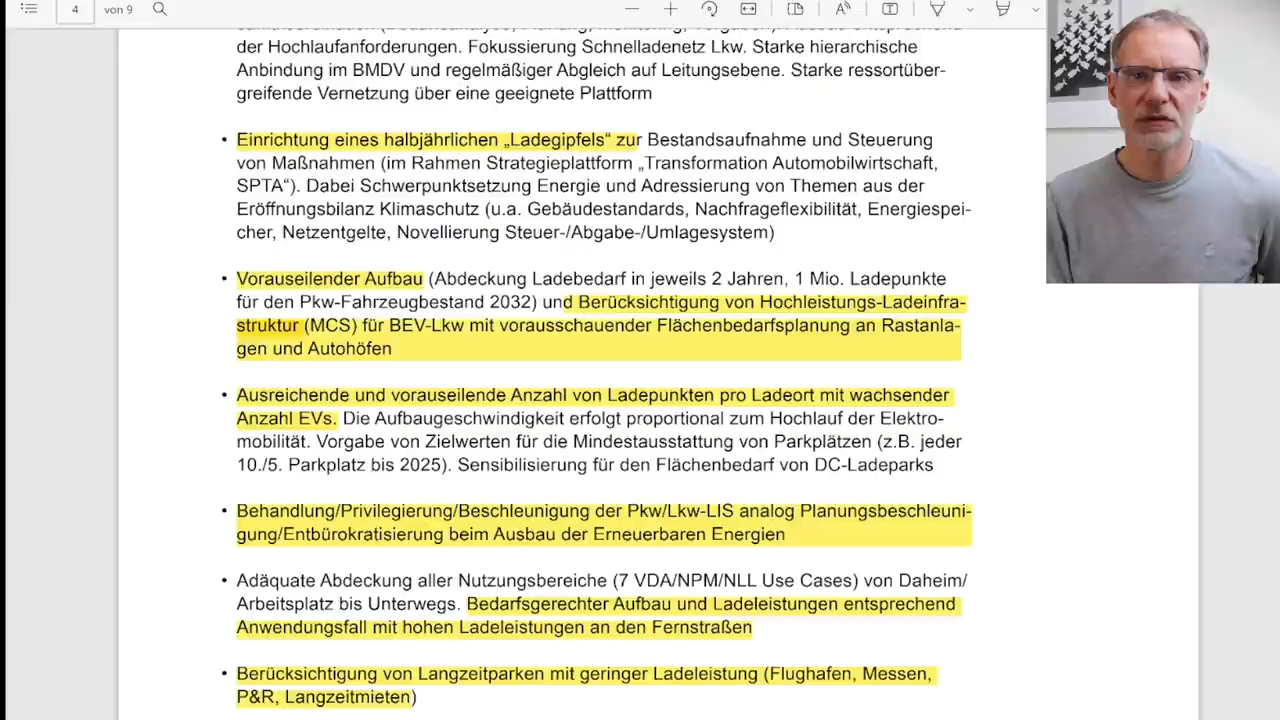 4 von 9
der Hochlaufanforderungen. Fokussierung Schnelladenetz Lkw. Starke hierarchische
Anbindung im BMDV und regelmäßiger Abgleich auf Leitungsebene. Starke ressortüber-
greifende Vernetzung über eine geeignete Plattform
• Einrichtung eines halbjährlichen „Ladegipfels“ zur Bestandsaufnahme und Steuerung
von Maßnahmen (im Rahmen Strategieplattform „Transformation Automobilwirtschaft,
SPTA“). Dabei Schwerpunktsetzung Energie und Adressierung von Themen aus der
Eröffnungsbilanz Klimaschutz (u.a. Gebäudestandards, Nachfrageflexibilität, Energiespei-
cher, Netzentgelte, Novellierung Steuer-/Abgabe-/Umlagesystem)
• Vorauseilender Aufbau (Abdeckung Ladebedarf in jeweils 2 Jahren, 1 Mio. Ladepunkte
für den Pkw-Fahrzeugbestand 2032) und Berücksichtigung von Hochleistungs-Ladeinfra-
struktur (MCS) für BEV-Lkw mit vorausschauender Flächenbedarfsplanung an Rastanla-
gen und Autohöfen
• Ausreichende und vorauseilende Anzahl von Ladepunkten pro Ladeort mit wachsender
Anzahl EVs. Die Aufbaugeschwindigkeit erfolgt proportional zum Hochlauf der Elektro-
mobilität. Vorgabe von Zielwerten für die Mindestausstattung von Parkplätzen (z.B. jeder
10./5. Parkplatz bis 2025). Sensibilisierung für den Flächenbedarf von DC-Ladeparks
• Behandlung/Privilegierung/Beschleunigung der Pkw/Lkw-LIS analog Planungsbeschleuni-
gung/Entbürokratisierung beim Ausbau der Erneuerbaren Energien
• Adäquate Abdeckung aller Nutzungsbereiche (7 VDA/NPM/NLL Use Cases) von Daheim/
Arbeitsplatz bis Unterwegs. Bedarfsgerechter Aufbau und Ladeleistungen entsprechend
Anwendungsfall mit hohen Ladeleistungen an den Fernstraßen
• Berücksichtigung von Langzeitparken mit geringer Ladeleistung (Flughafen, Messen,
P&R, Langzeitmieten)